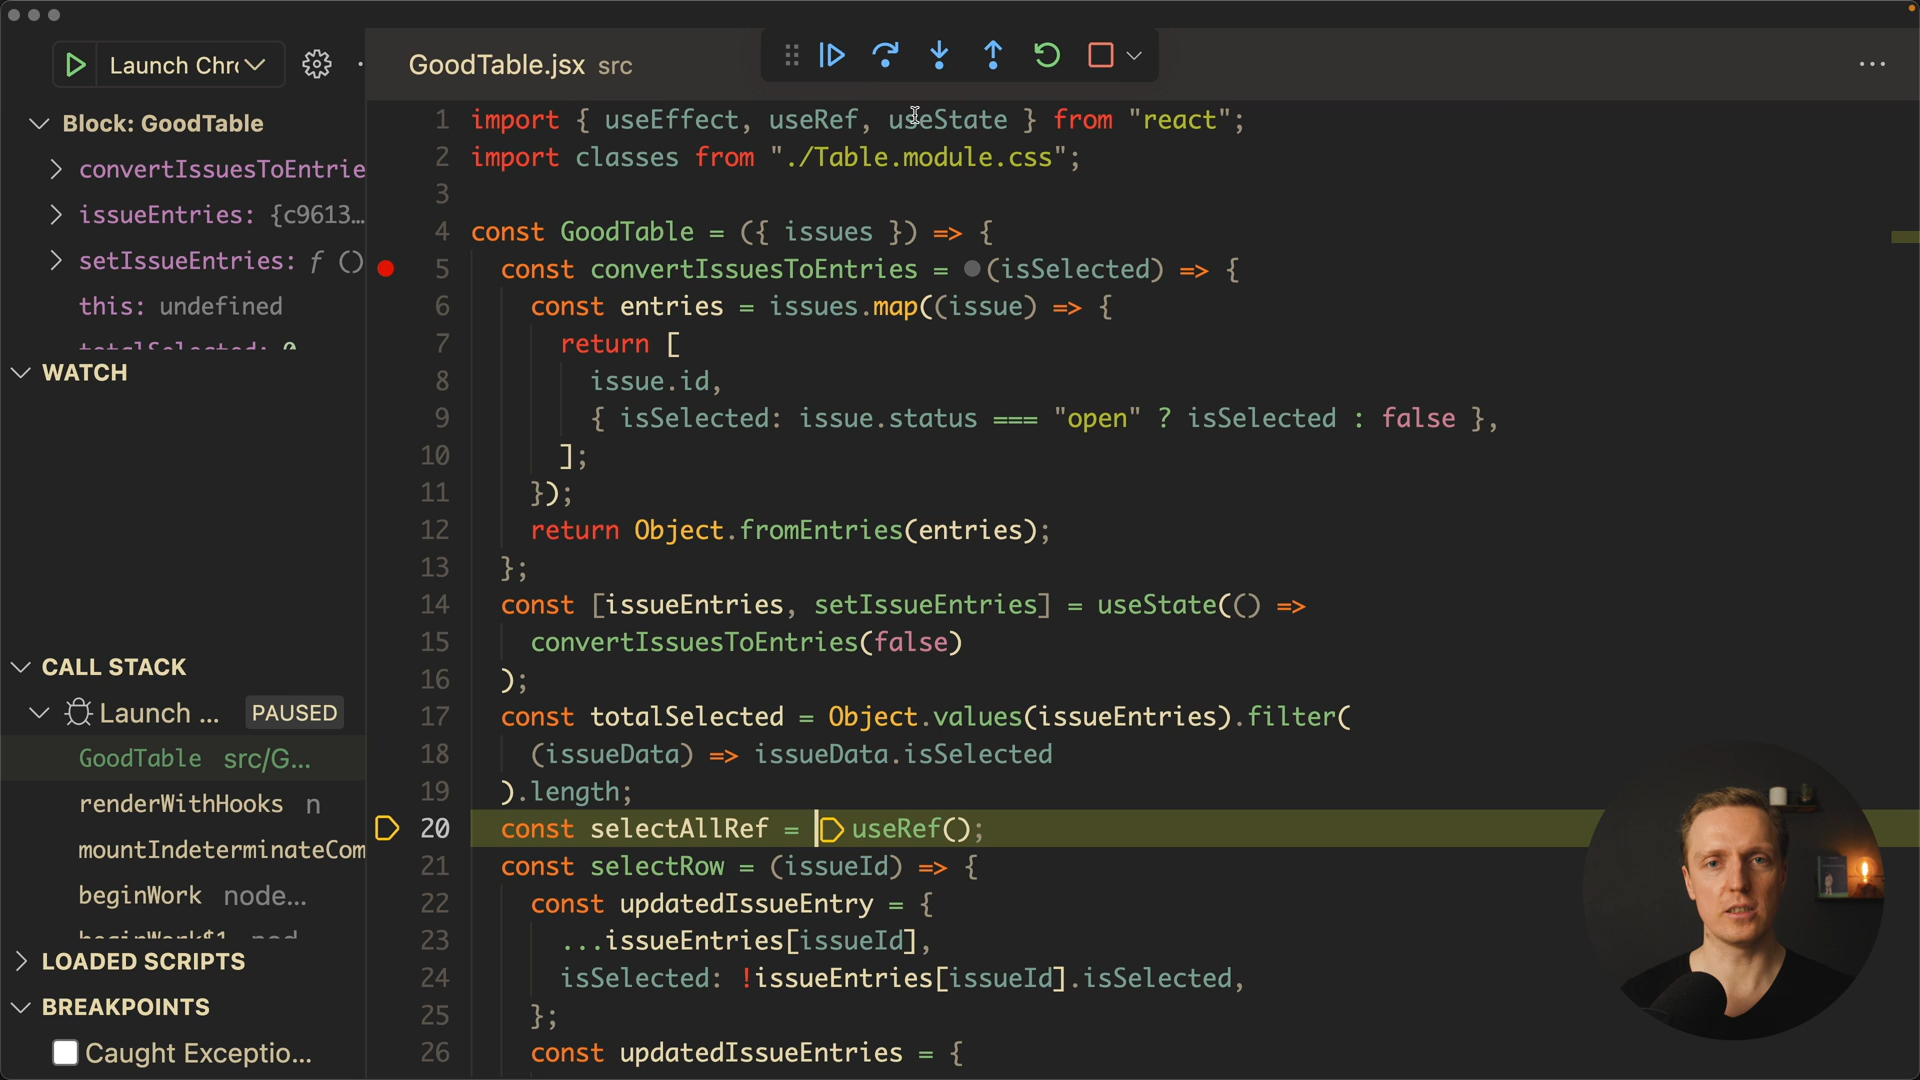 Launch Chr
Block: GoodTable
convertIssuesToEntrie
issueEntries: {c9613…
setIssueEntries: f ()
this: undefined
totalSelected: 0
WATCH
CALL STACK
Launch ... PAUSED
GoodTable src/G...
renderWithHooks n
mountIndeterminateCom
beginWork node...
beginWork$1 nod
LOADED SCRIPTS
BREAKPOINTS
Caught Exceptio...
GoodTable.jsx src
1 import { useEffect, useRef, useState } from "react";
2 import classes from "./Table.module.css";
3
4 const GoodTable = ({ issues }) => {
5 const convertIssuesToEntries = (isSelected) => {
6 const entries = issues.map((issue) => {
7 return [
8 issue.id,
9 { isSelected: issue.status === "open" ? isSelected : false },
10 ];
11 });
12 return Object.fromEntries(entries);
13 };
14 const [issueEntries, setIssueEntries] = useState(() =>
15 convertIssuesToEntries(false)
16 );
17 const totalSelected = Object.values(issueEntries).filter(
18 (issueData) => issueData.isSelected
19 ).length;
20 const selectAllRef = useRef();
21 const selectRow = (issueId) => {
22 const updatedIssueEntry = {
23 ...issueEntries[issueId],
24 isSelected: !issueEntries[issueId].isSelected,
25 };
26 const updatedIssueEntries = {